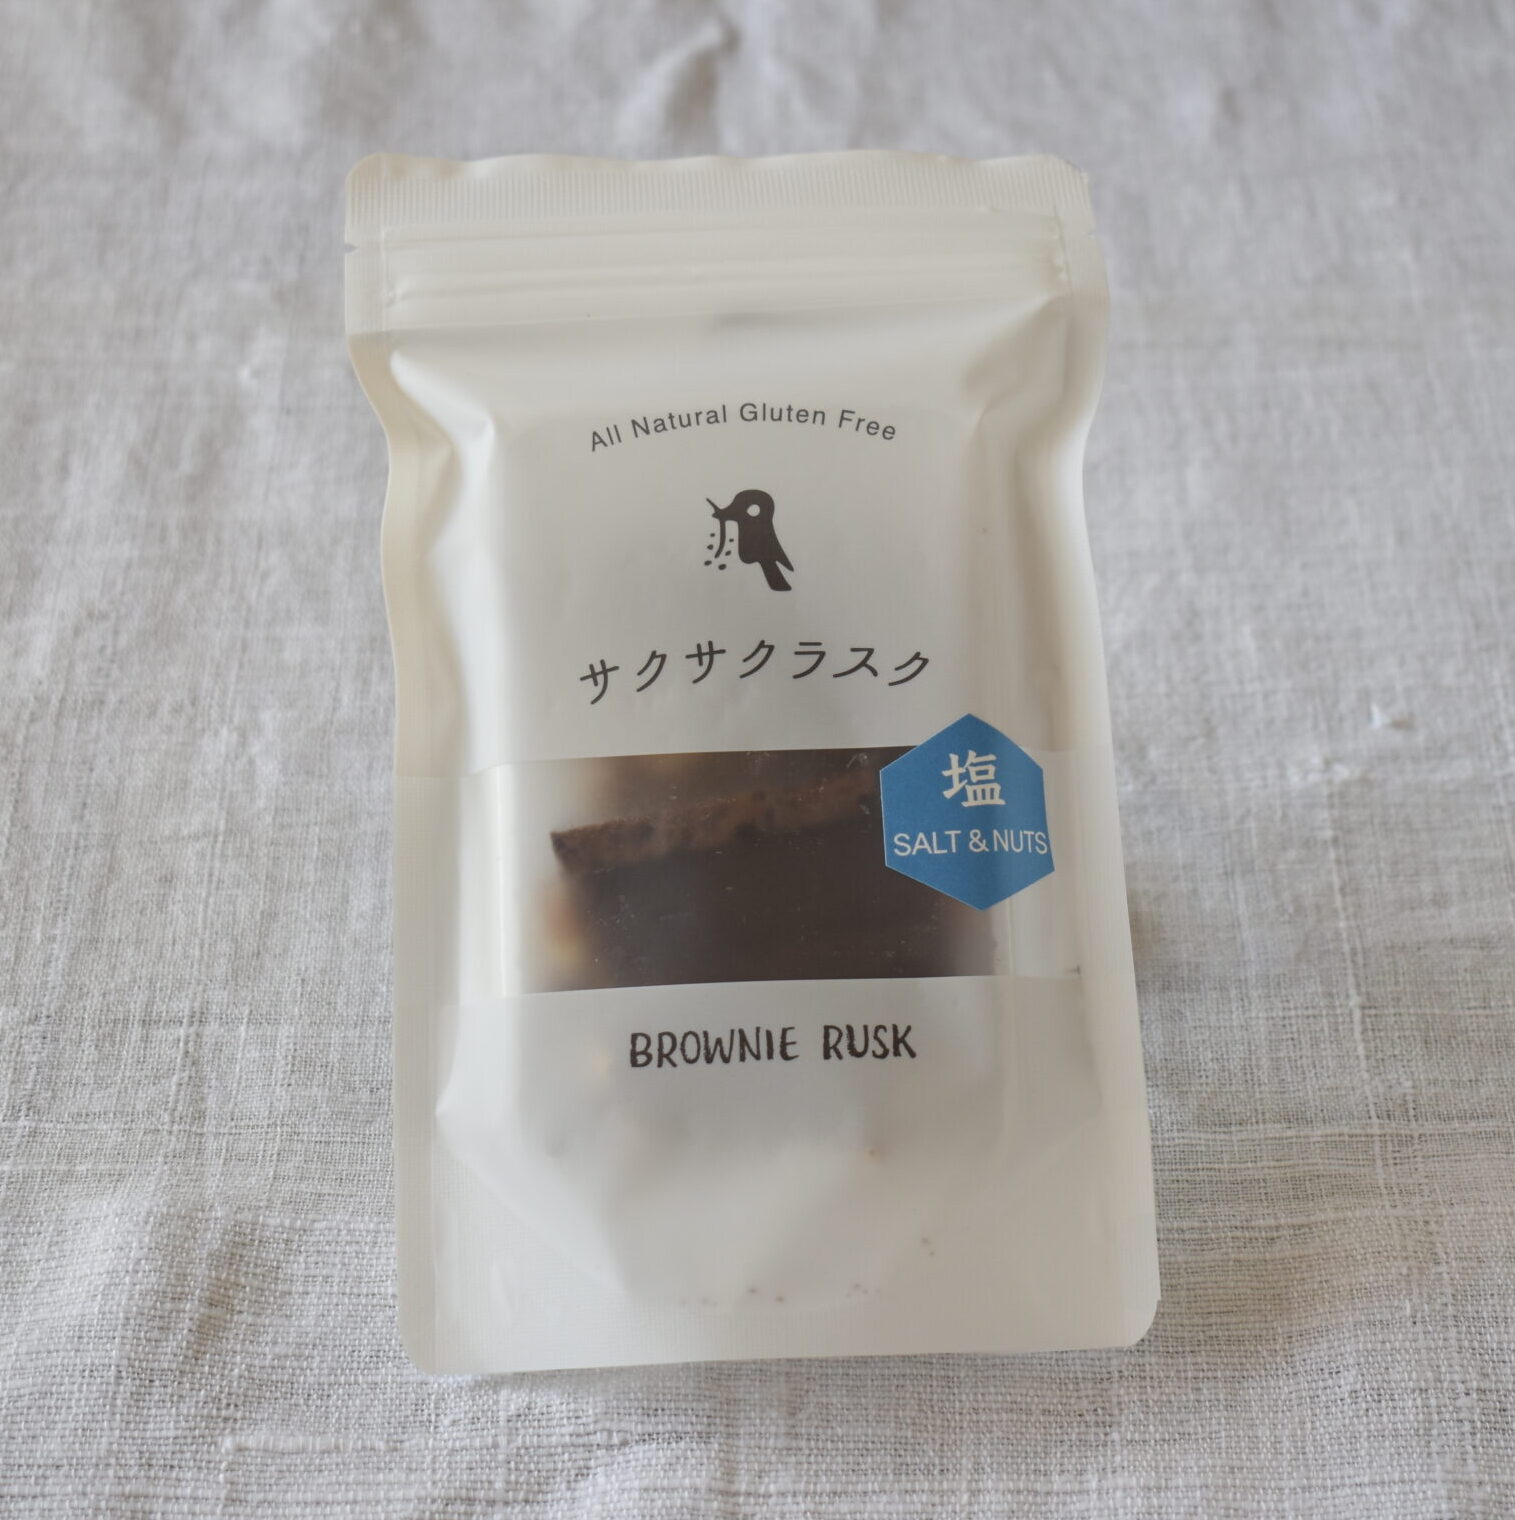 All Natural Gluten Free
サクサクラスク
塩
SALT & NUTS
BROWNIE RUSK